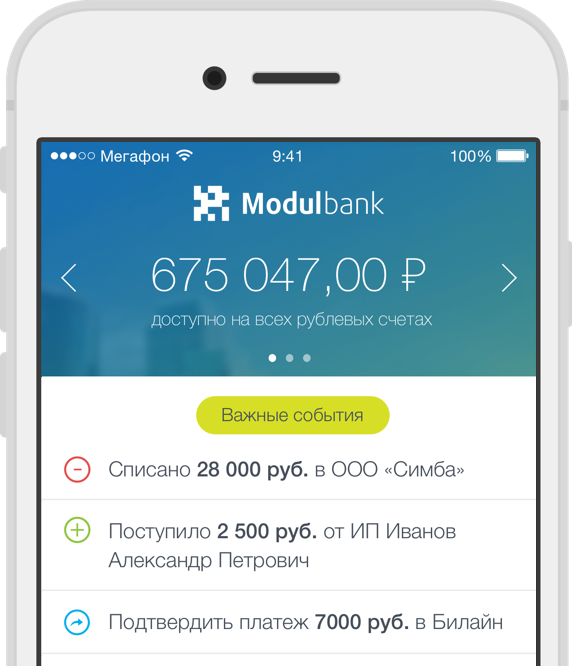 Мегафон 9:41 100%
Modulbank
675 047,00 ₽
доступно на всех рублевых счетах
Важные события
Списано 28 000 руб. в ООО «Симба»
Поступило 2 500 руб. от ИП Иванов
Александр Петрович
Подтвердить платеж 7000 руб. в Билайн